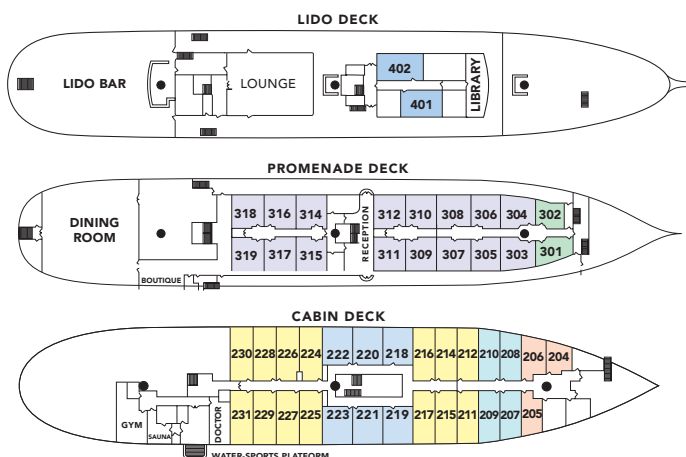 LIDO DECK
402
LIDO BAR
LOUNGE
LIBRARY
401
PROMENADE DECK
318 316 314 312 310 308 306 304 302
DINING
ROOM
RECEPTION
319 317 315 311 309 307 305 303 301
BOUTIQUE
CABIN DECK
230 228 226 224 222 220 218 216 214 212 210 208 206 204
231 229 227 225 223 221 219 217 215 211 209 207 205
GYM
SAUNA
DOCTOR
WATER-SPORTS PLATFORM